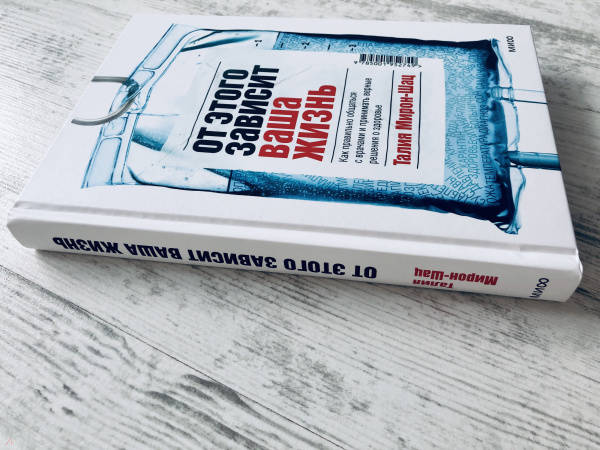 ОТ ЭТОГО
ЗАВИСИТ
ВАША
ЖИЗНЬ
Как правильно общаться
с врачами и принимать верные
решения о здоровье
Талия Мирон-Шац
МИФ
ОТ ЭТОГО ЗАВИСИТ ВАША ЖИЗНЬ
Талия
Мирон-Шац
МИФ